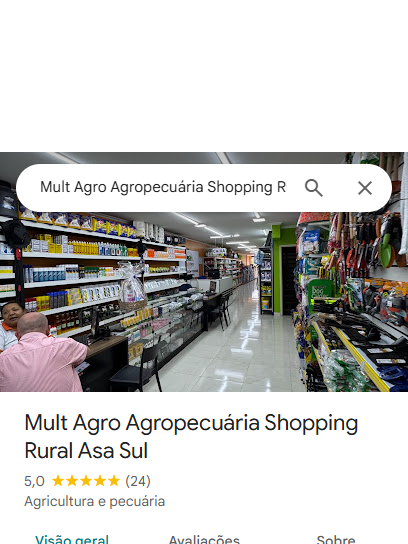 Mult Agro Agropecuária Shopping R
Mult Agro Agropecuária Shopping
Rural Asa Sul
5,0 ★★★★★ (24)
Agricultura e pecuária
Visão geral Avaliações Sobre